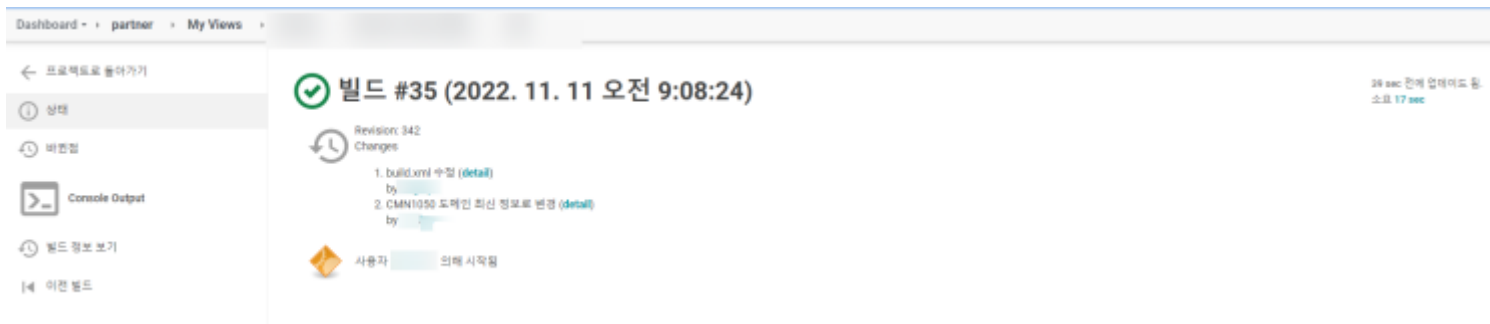 Dashboard
partner
My Views
프로젝트로 돌아가기
상태
바뀐점
Console Output
빌드 정보 보기
이전 빌드
빌드 #35 (2022. 11. 11 오전 9:08:24)
39 sec 전에 업데이트 됨.
소요 17 sec
Revision: 342
Changes
1. build.xml 수정 (detail)
by
2. CMN1050 도메인 최신 정보로 변경 (detail)
by
사용자 의해 시작됨